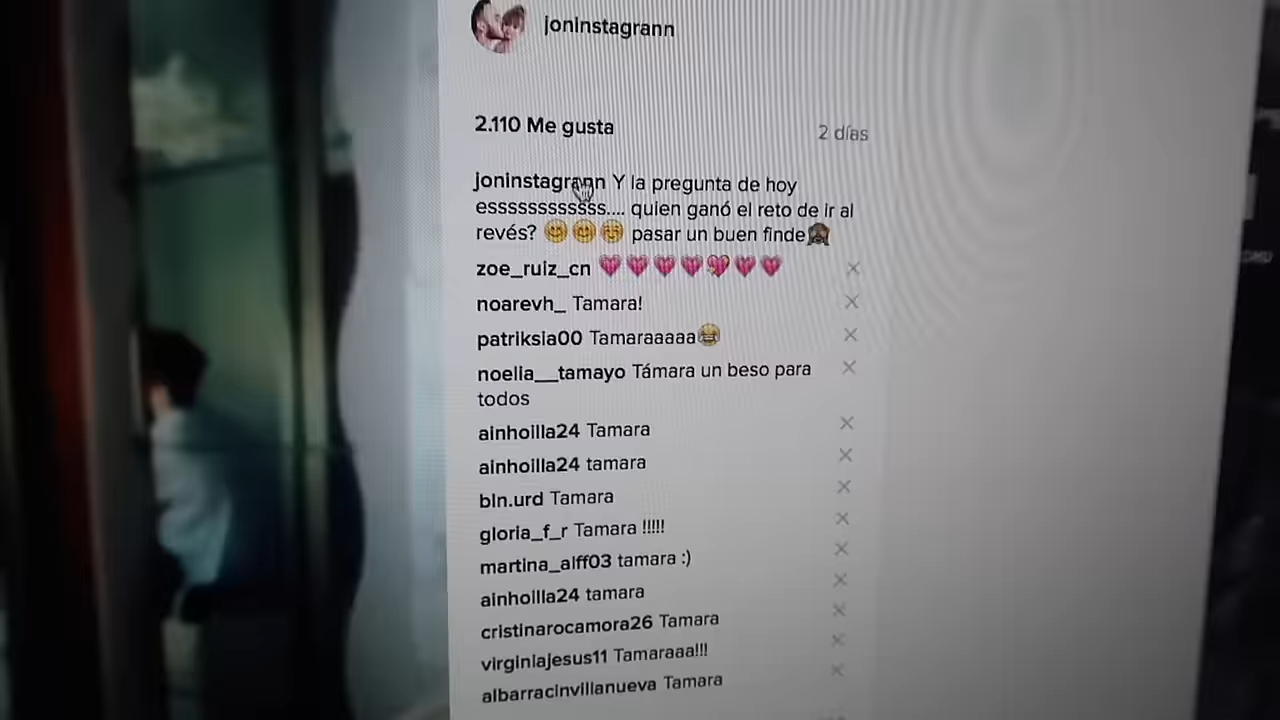 joninstagrann
2.110 Me gusta
2 días
joninstagrann Y la pregunta de hoy
esssssssssss.... quien ganó el reto de ir al
revés? 😊😊☺️ pasar un buen finde🙈
zoe_ruiz_cn 💗💗💗💗💖💗💗
noarevh_ Tamara!
patriksia00 Tamaraaaaa😂
noelia__tamayo Támara un beso para
todos
ainhoilla24 Tamara
ainhoilla24 tamara
bln.urd Tamara
gloria_f_r Tamara !!!!!
martina_alff03 tamara :)
ainhoilla24 tamara
cristinarocamora26 Tamara
virginiajesus11 Tamaraaa!!!
albarracinvillanueva Tamara